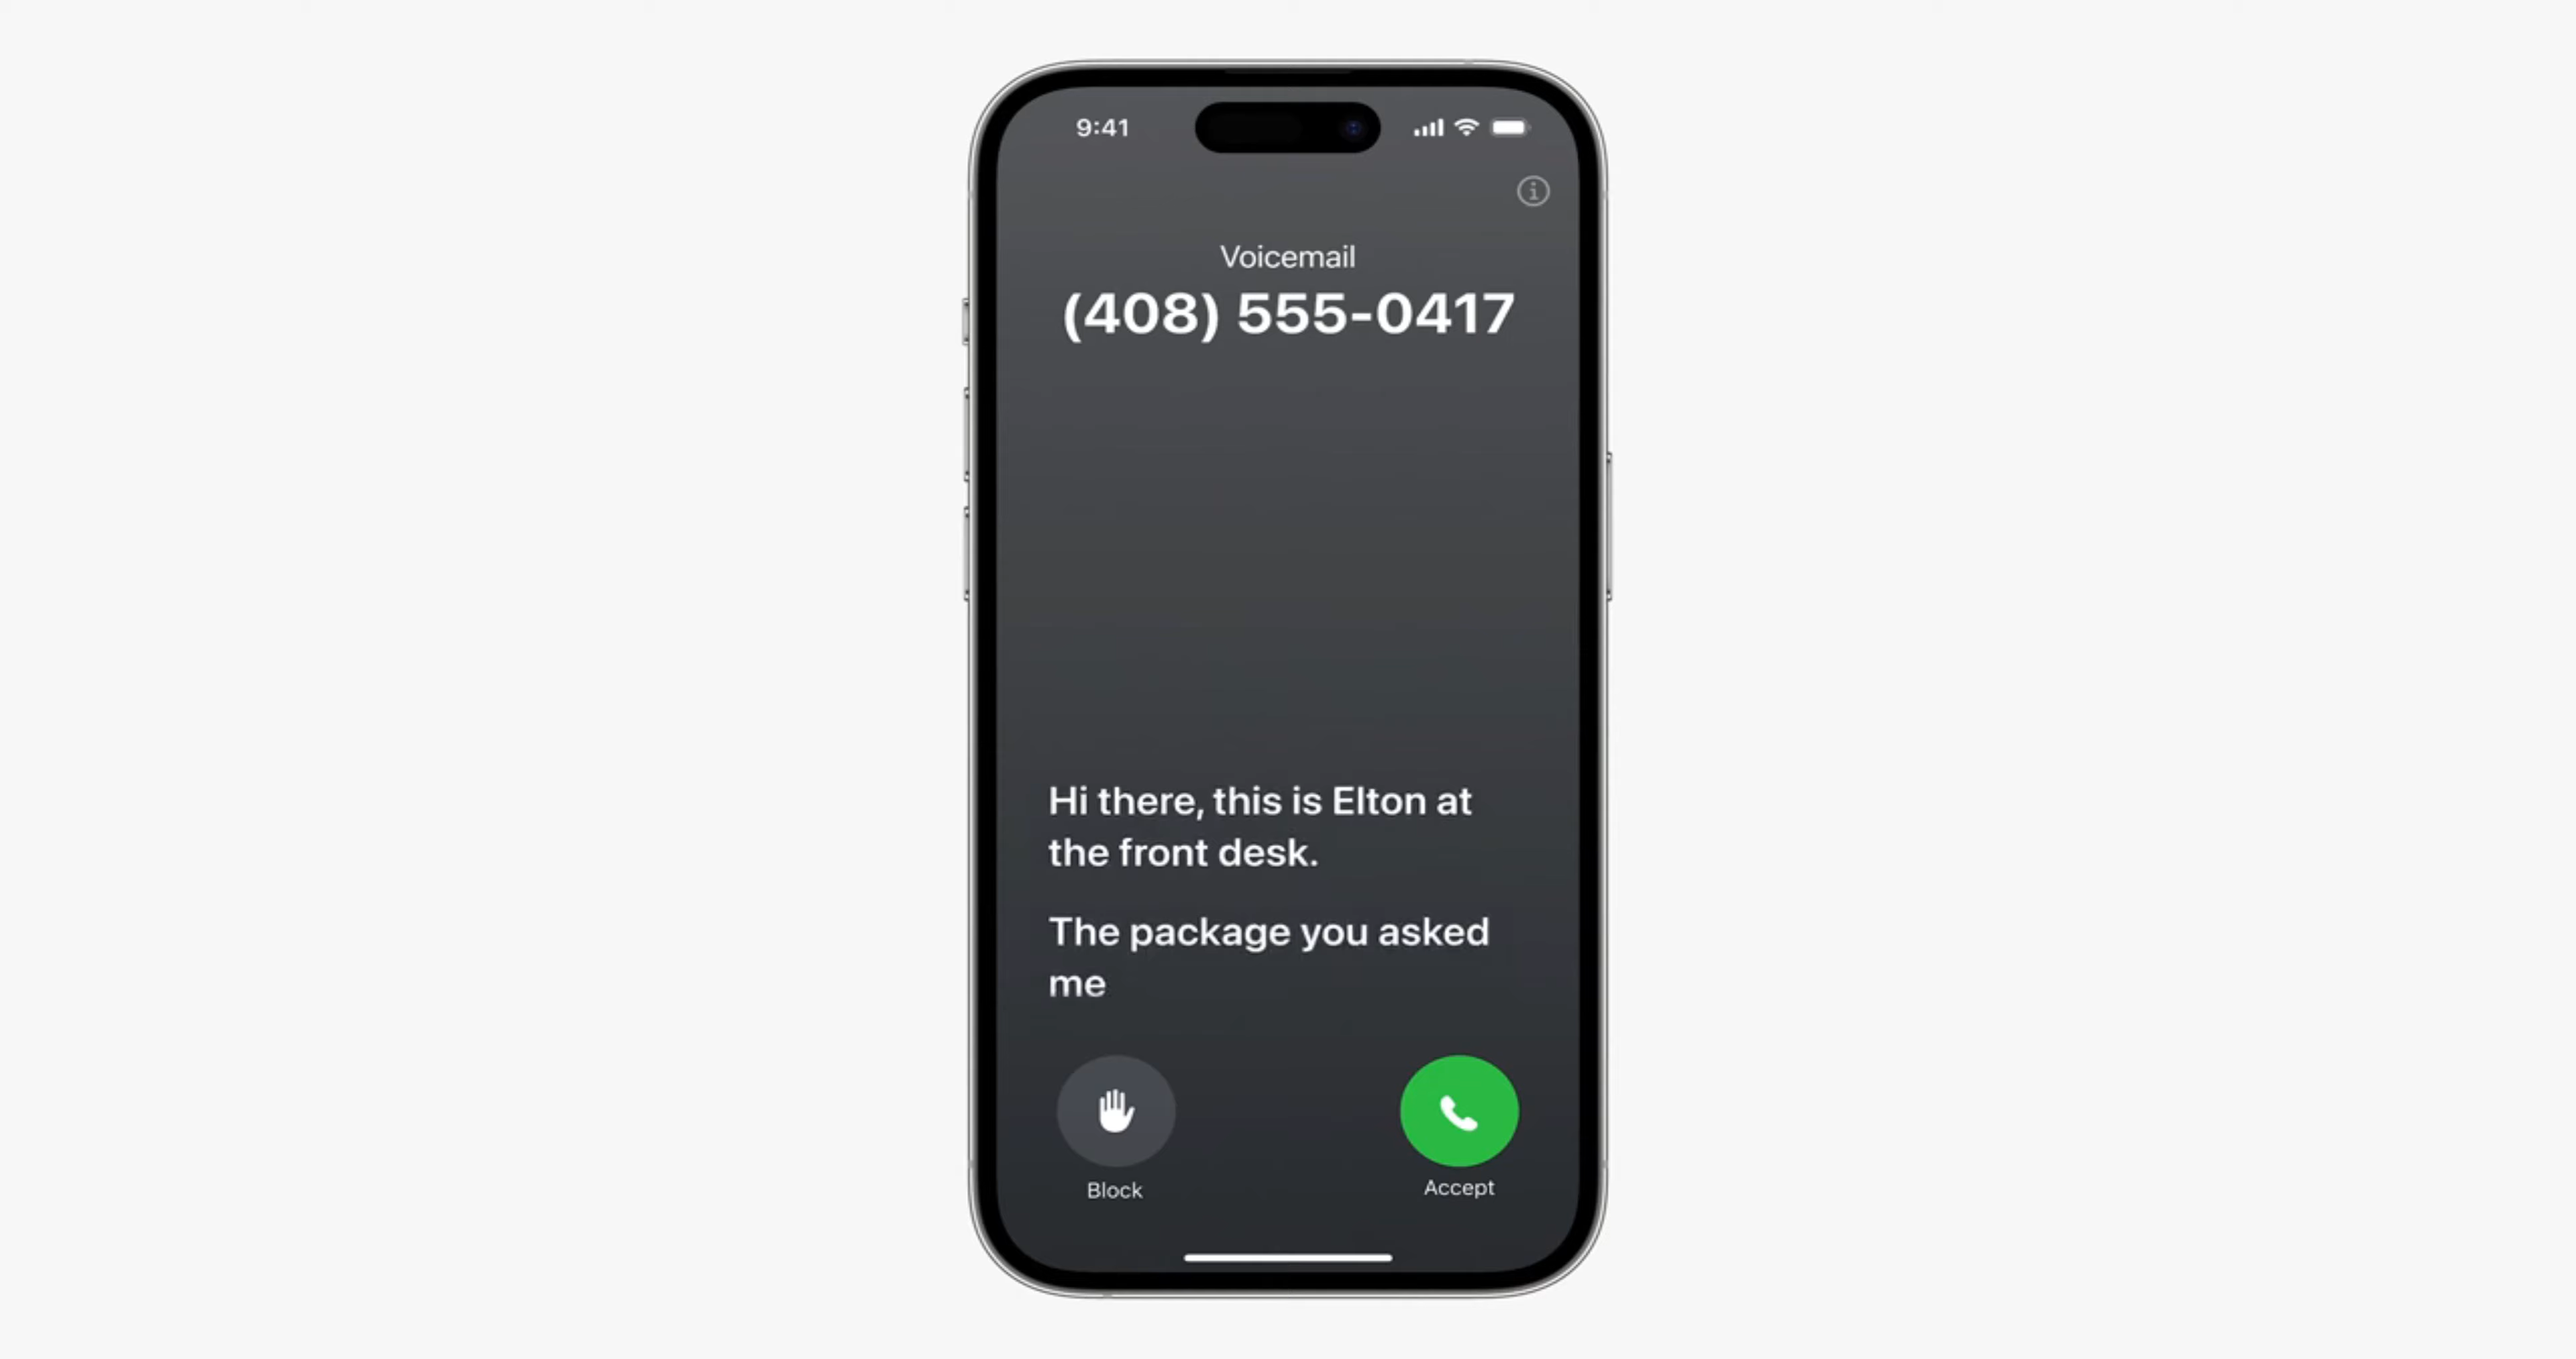 9:41
Voicemail
(408) 555-0417
Hi there, this is Elton at
the front desk.
The package you asked
me
Block
Accept